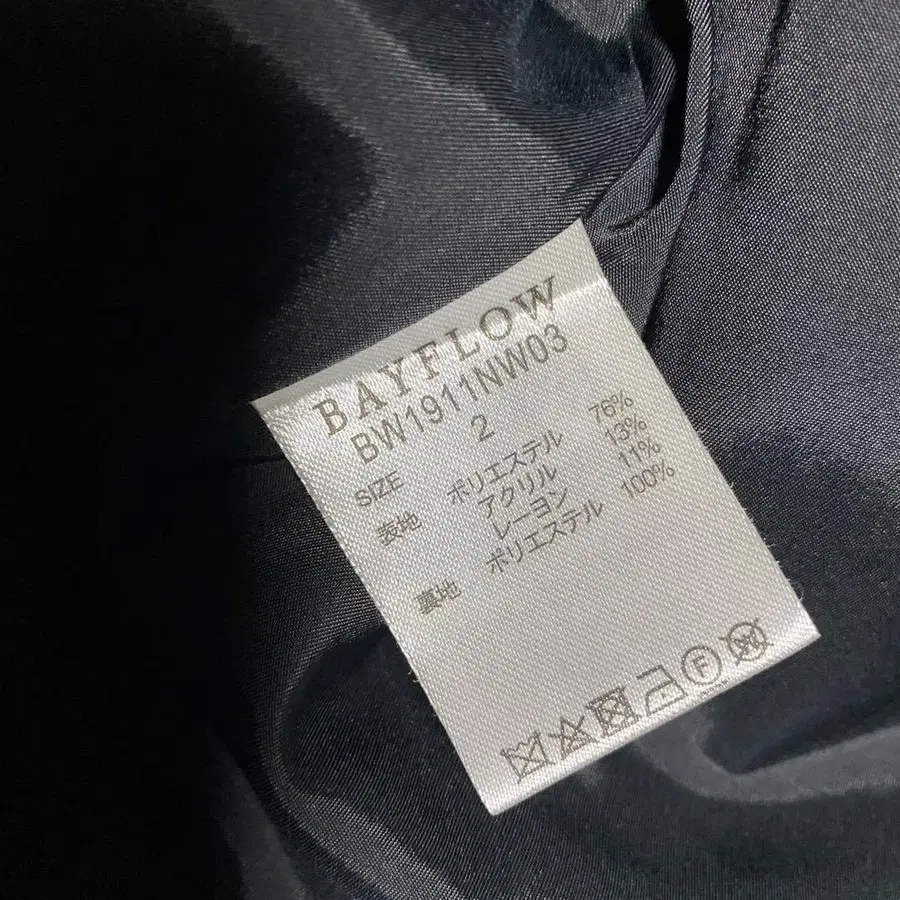 BAYFLOW
BW1911NW03
SIZE 2
表地 ポリエステル 76%
アクリル 13%
レーヨン 11%
裏地 ポリエステル 100%
F